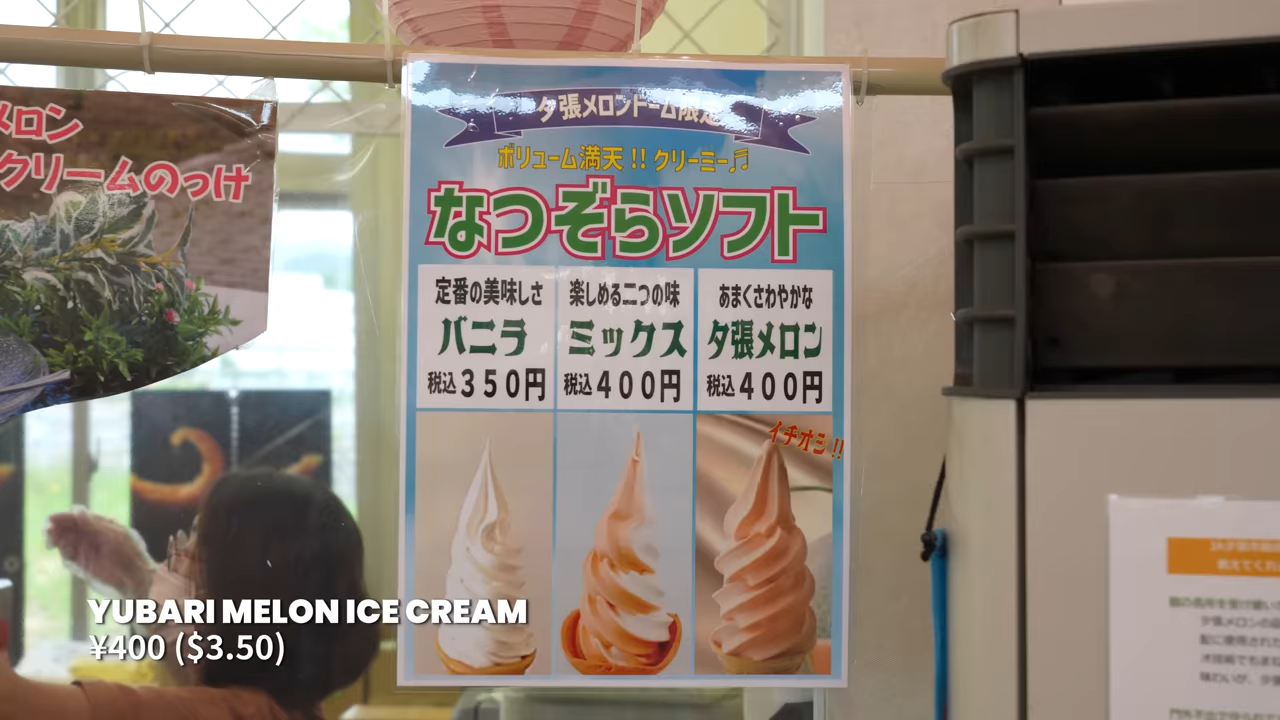 メロン
クリームのっけ
夕張メロンドーム限定
ボリューム満天!! クリーミー♫
なつぞらソフト
定番の美味しさ
バニラ
税込350円
楽しめる二つの味
ミックス
税込400円
あまくさわやかな
夕張メロン
税込400円
イチオシ!!
YUBARI MELON ICE CREAM
¥400 ($3.50)